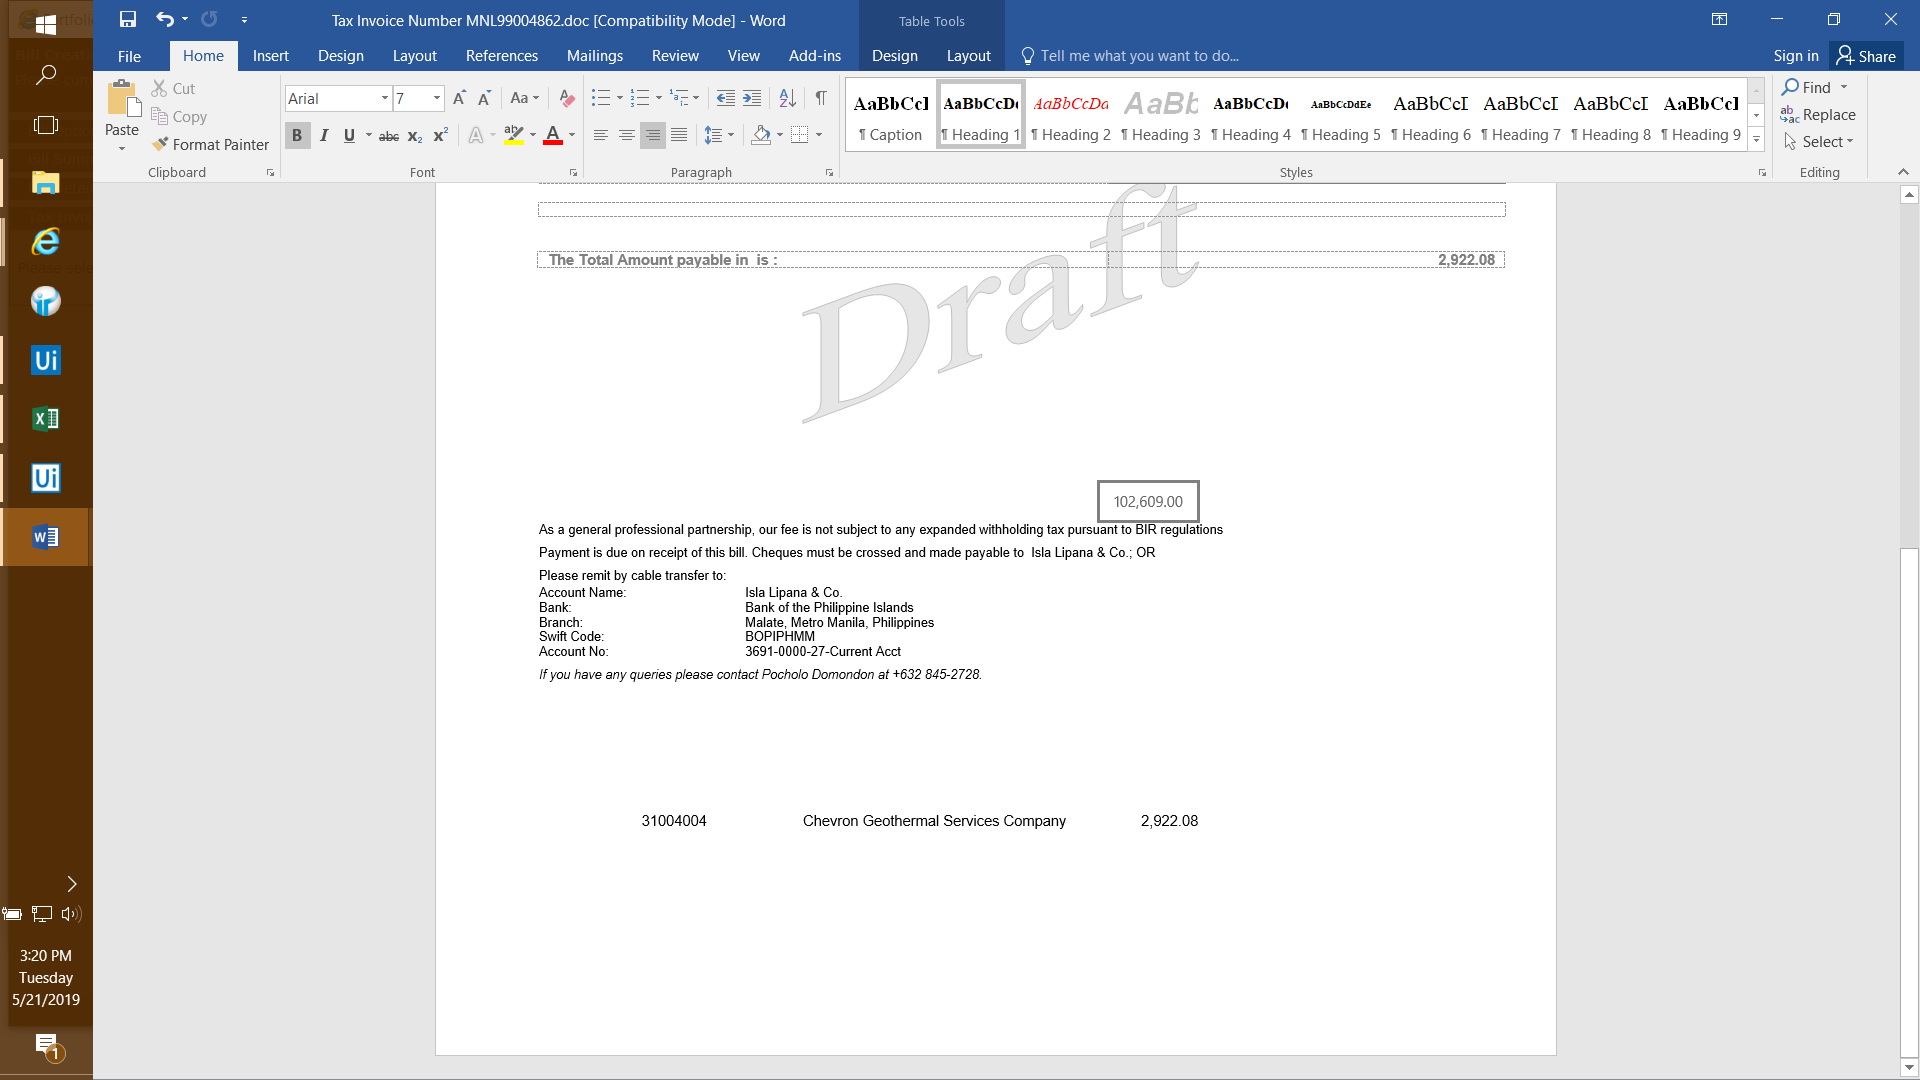 Tax Invoice Number MNL99004862.doc [Compatibility Mode] - Word
Table Tools
File Home Insert Design Layout References Mailings Review View Add-ins Design Layout Tell me what you want to do... Sign in Share
Paste
Cut
Copy
Format Painter
Clipboard
Arial 7
Font
Paragraph
AaBbCcI AaBbCcDc AaBbCcDa AaBb AaBbCcDc AaBbCcDdEe AaBbCcI AaBbCcI AaBbCcI AaBbCcI
¶ Caption ¶ Heading 1 ¶ Heading 2 ¶ Heading 3 ¶ Heading 4 ¶ Heading 5 ¶ Heading 6 ¶ Heading 7 ¶ Heading 8 ¶ Heading 9
Styles
Find
Replace
Select
Editing
Draft
The Total Amount payable in is : 2,922.08
102,609.00
As a general professional partnership, our fee is not subject to any expanded withholding tax pursuant to BIR regulations
Payment is due on receipt of this bill. Cheques must be crossed and made payable to Isla Lipana & Co.; OR
Please remit by cable transfer to:
Account Name: Isla Lipana & Co.
Bank: Bank of the Philippine Islands
Branch: Malate, Metro Manila, Philippines
Swift Code: BOPIPHMM
Account No: 3691-0000-27-Current Acct
If you have any queries please contact Pocholo Domondon at +632 845-2728.
31004004 Chevron Geothermal Services Company 2,922.08
Ui
Ui
3:20 PM
Tuesday
5/21/2019
1